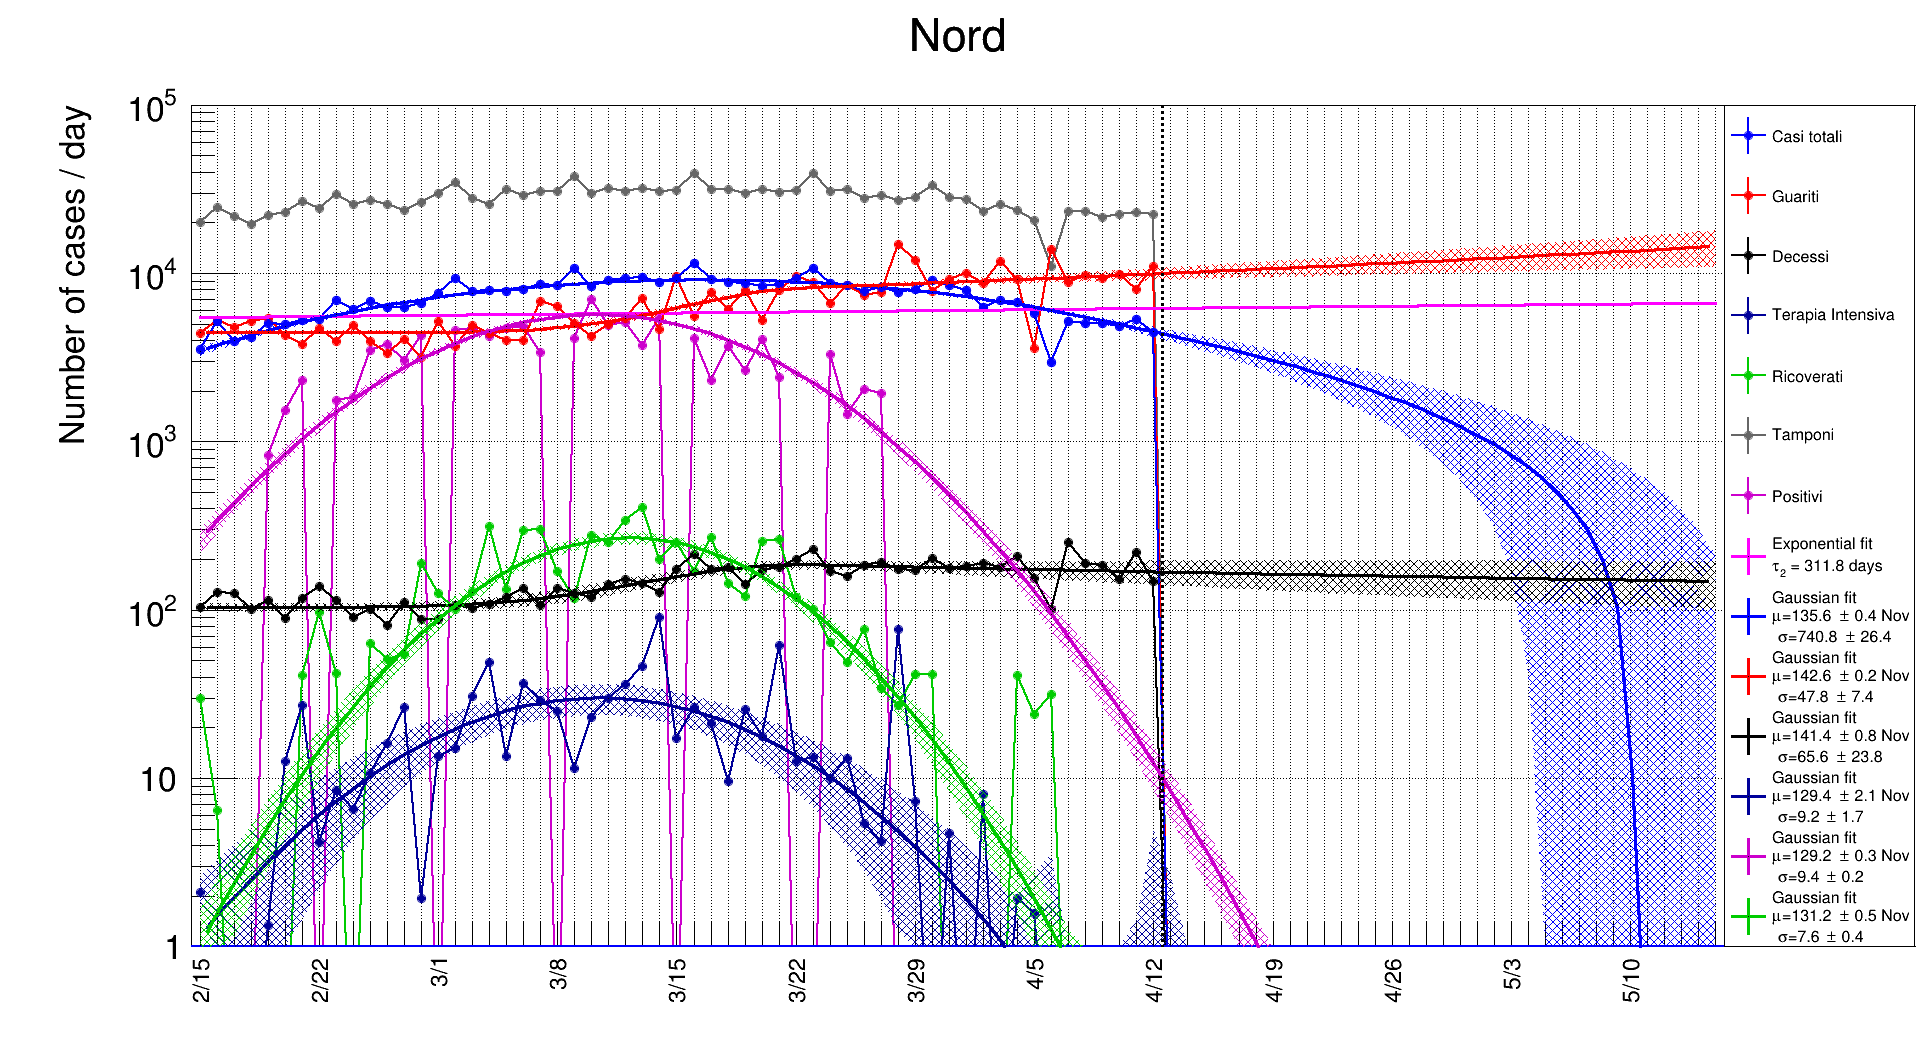 Nord
Number of cases / day
10^5
10^4
10^3
10^2
10
1
2/15
2/22
3/1
3/8
3/15
3/22
3/29
4/5
4/12
4/19
4/26
5/3
5/10
Casi totali
Guariti
Decessi
Terapia Intensiva
Ricoverati
Tamponi
Positivi
Exponential fit
τ2 = 311.8 days
Gaussian fit
μ=135.6 ± 0.4 Nov
σ=740.8 ± 26.4
Gaussian fit
μ=142.6 ± 0.2 Nov
σ=47.8 ± 7.4
Gaussian fit
μ=141.4 ± 0.8 Nov
σ=65.6 ± 23.8
Gaussian fit
μ=129.4 ± 2.1 Nov
σ=9.2 ± 1.7
Gaussian fit
μ=129.2 ± 0.3 Nov
σ=9.4 ± 0.2
Gaussian fit
μ=131.2 ± 0.5 Nov
σ=7.6 ± 0.4